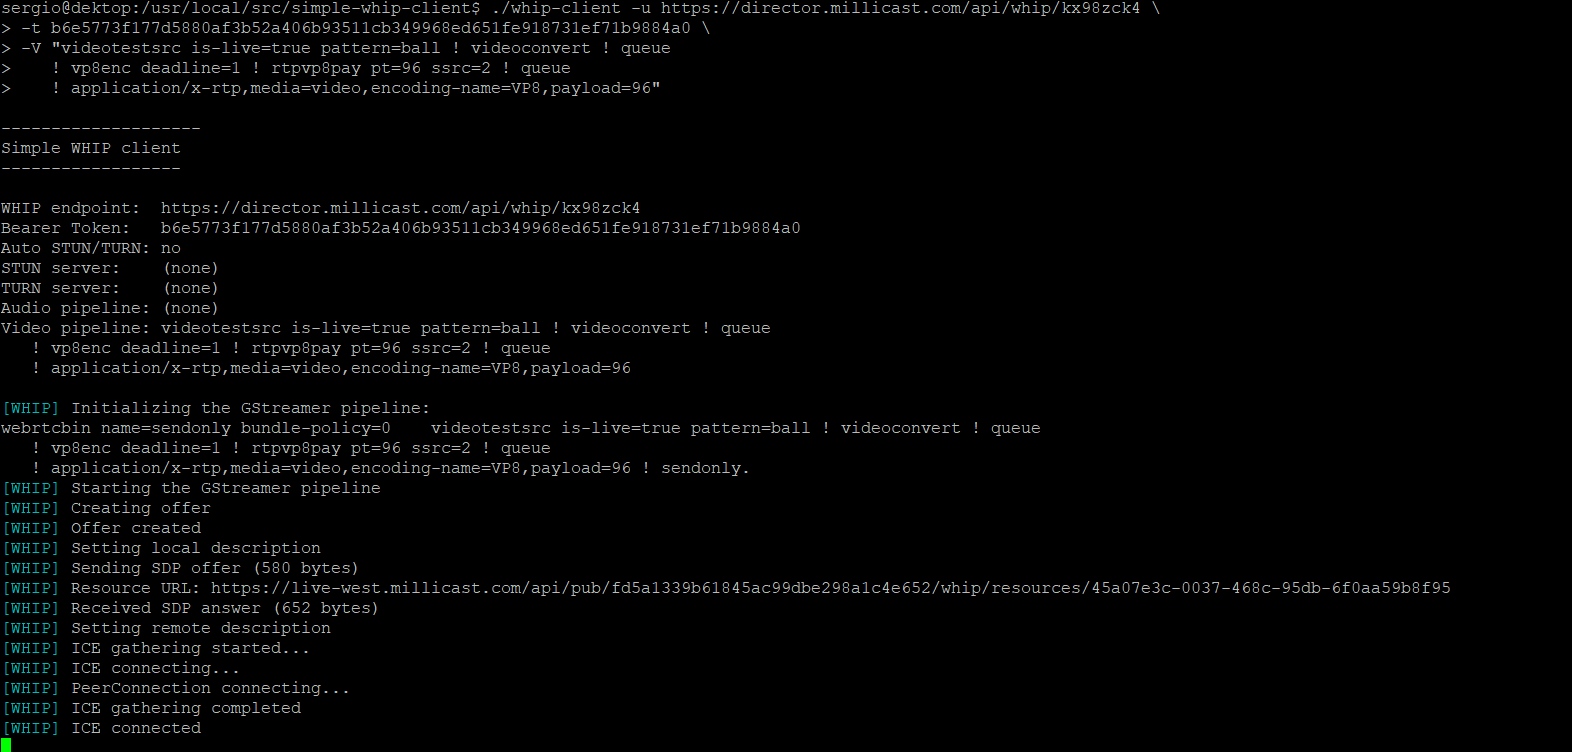 sergio@dektop:/usr/local/src/simple-whip-client$ ./whip-client -u https://director.millicast.com/api/whip/kx98zck4 \
> -t b6e5773f177d5880af3b52a406b93511cb349968ed651fe918731ef71b9884a0 \
> -V "videotestsrc is-live=true pattern=ball ! videoconvert ! queue
>    ! vp8enc deadline=1 ! rtpvp8pay pt=96 ssrc=2 ! queue
>    ! application/x-rtp,media=video,encoding-name=VP8,payload=96"
--------------------
Simple WHIP client
------------------
WHIP endpoint:  https://director.millicast.com/api/whip/kx98zck4
Bearer Token:   b6e5773f177d5880af3b52a406b93511cb349968ed651fe918731ef71b9884a0
Auto STUN/TURN: no
STUN server:    (none)
TURN server:    (none)
Audio pipeline: (none)
Video pipeline: videotestsrc is-live=true pattern=ball ! videoconvert ! queue
   ! vp8enc deadline=1 ! rtpvp8pay pt=96 ssrc=2 ! queue
   ! application/x-rtp,media=video,encoding-name=VP8,payload=96
[WHIP] Initializing the GStreamer pipeline:
webrtcbin name=sendonly bundle-policy=0    videotestsrc is-live=true pattern=ball ! videoconvert ! queue
   ! vp8enc deadline=1 ! rtpvp8pay pt=96 ssrc=2 ! queue
   ! application/x-rtp,media=video,encoding-name=VP8,payload=96 ! sendonly.
[WHIP] Starting the GStreamer pipeline
[WHIP] Creating offer
[WHIP] Offer created
[WHIP] Setting local description
[WHIP] Sending SDP offer (580 bytes)
[WHIP] Resource URL: https://live-west.millicast.com/api/pub/fd5a1339b61845ac99dbe298a1c4e652/whip/resources/45a07e3c-0037-468c-95db-6f0aa59b8f95
[WHIP] Received SDP answer (652 bytes)
[WHIP] Setting remote description
[WHIP] ICE gathering started...
[WHIP] ICE connecting...
[WHIP] PeerConnection connecting...
[WHIP] ICE gathering completed
[WHIP] ICE connected